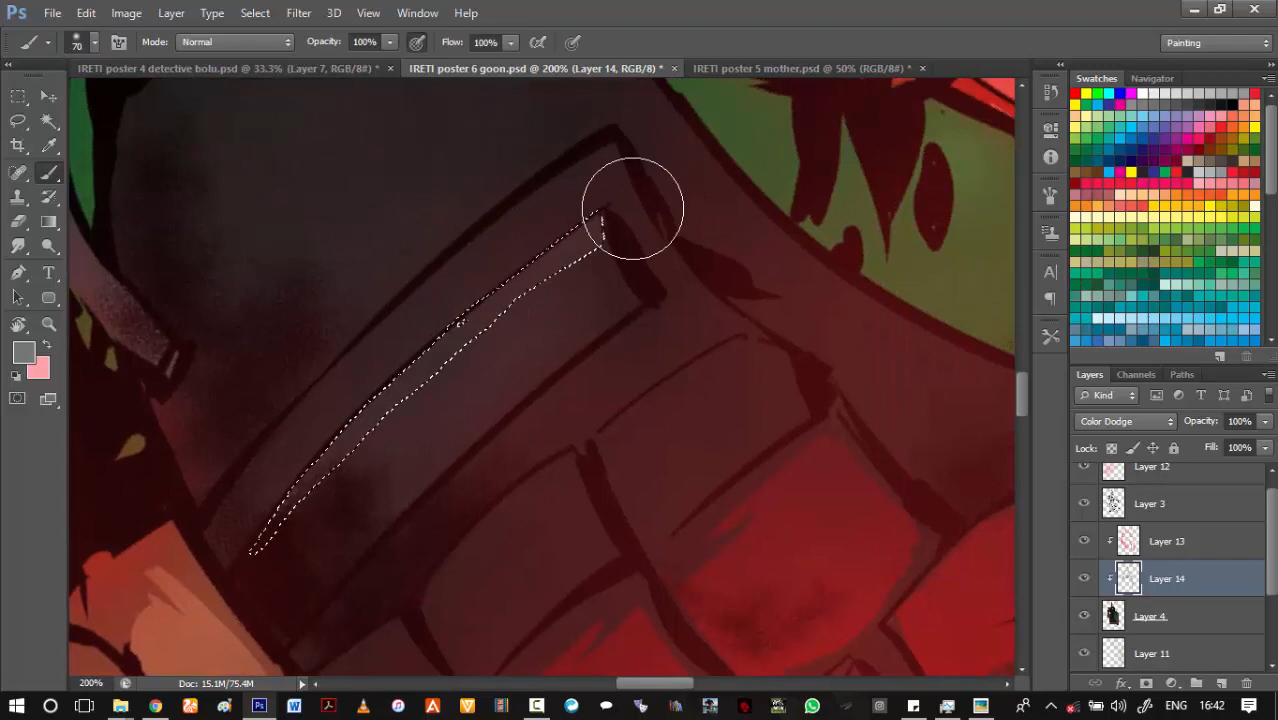 Ps File Edit Image Layer Type Select Filter 3D View Window Help
70 Mode: Normal Opacity: 100% Flow: 100% Painting
IRETI poster 4 detective bolu.psd @ 33.3% (Layer 7, RGB/8#) * × IRETI poster 6 goon.psd @ 200% (Layer 14, RGB/8) * × IRETI poster 5 mother.psd @ 50% (RGB/8#) * ×
Swatches Navigator
Layers Channels Paths
Kind
Color Dodge Opacity: 100%
Lock: Fill: 100%
Layer 12
Layer 3
Layer 13
Layer 14
Layer 4
Layer 11
200% Doc: 15.1M/75.4M
ENG 16:42